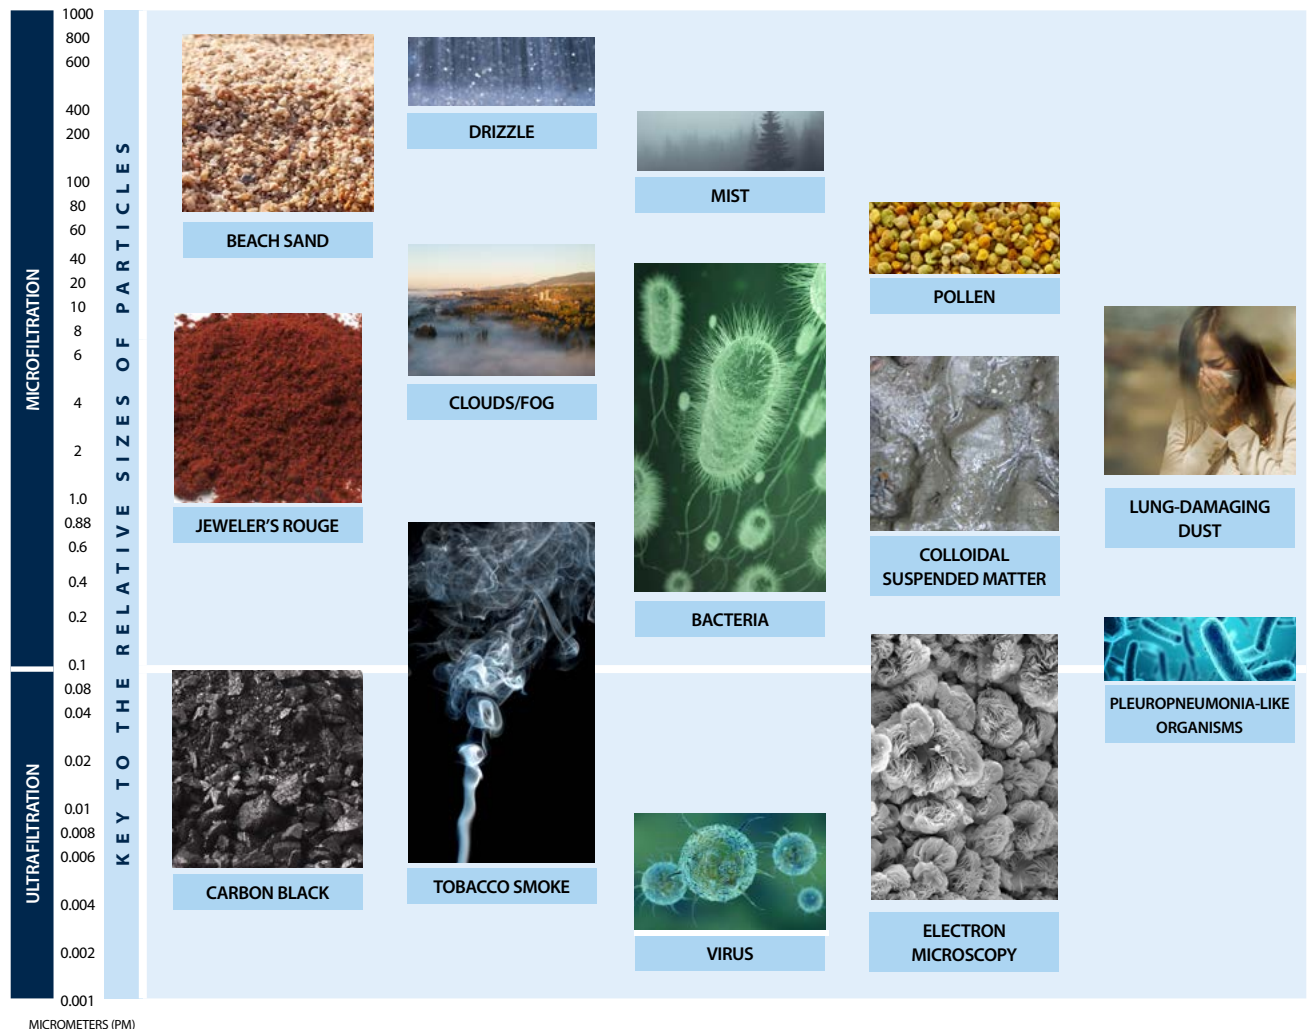 MICROFILTRATION
ULTRAFILTRATION
1000
800
600
400
200
100
80
60
40
20
10
8
6
4
2
1.0
0.88
0.6
0.4
0.2
0.1
0.08
0.04
0.02
0.01
0.008
0.006
0.004
0.002
0.001
MICROMETERS (PM)
KEY TO THE RELATIVE SIZES OF PARTICLES
BEACH SAND
DRIZZLE
MIST
POLLEN
JEWELER'S ROUGE
CLOUDS/FOG
BACTERIA
COLLOIDAL
SUSPENDED MATTER
LUNG-DAMAGING
DUST
CARBON BLACK
TOBACCO SMOKE
VIRUS
ELECTRON
MICROSCOPY
PLEUROPNEUMONIA-LIKE
ORGANISMS